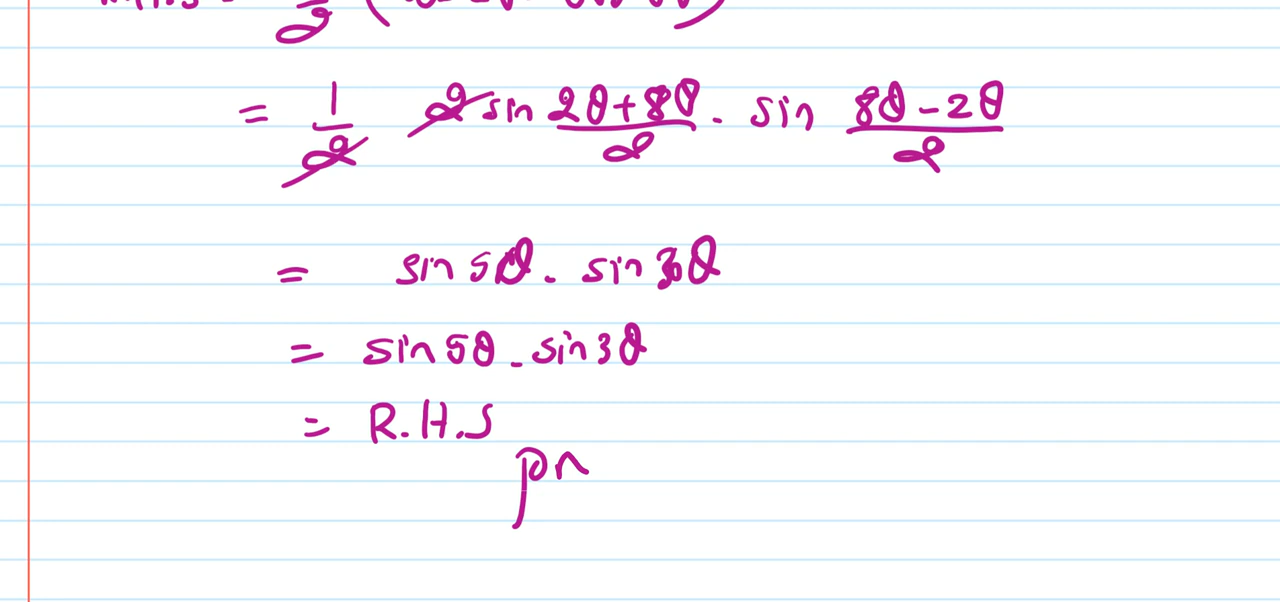 = 1/2 2 sin (2θ+8θ)/2 . sin (8θ-2θ)/2
= sin 5θ . sin 3θ
= sin 5θ . sin 3θ
= R.H.S
pr